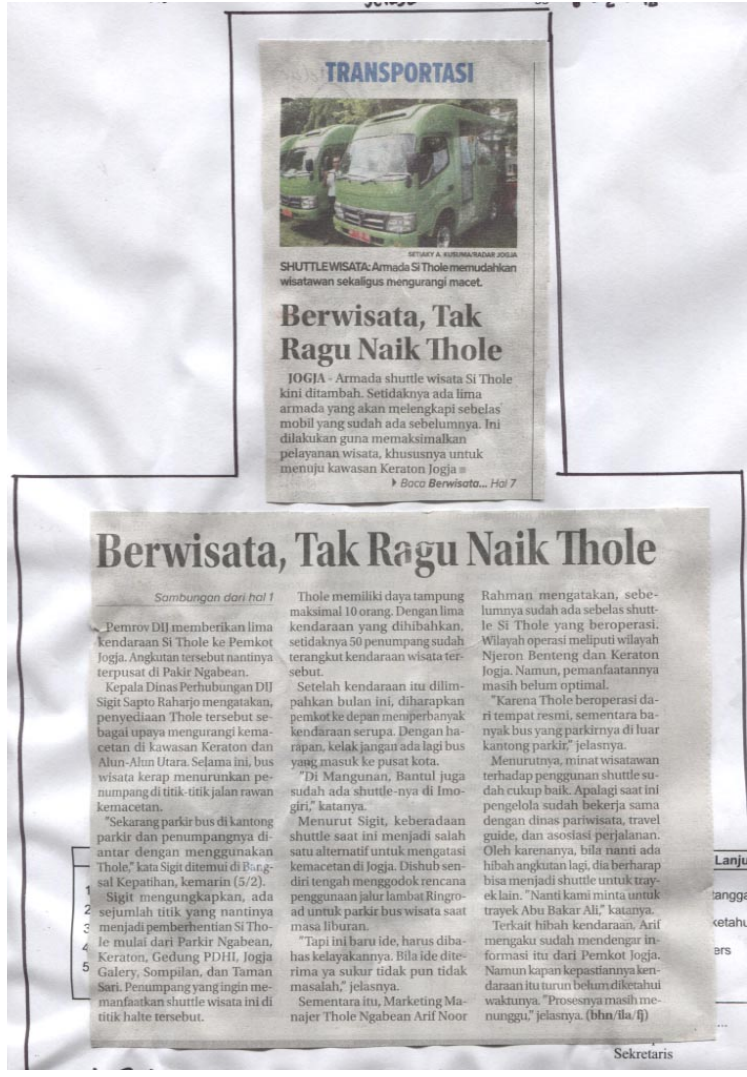 TRANSPORTASI
SETIAKY A. KUSUMA/RADAR JOGJA
SHUTTLE WISATA: Armada Si Thole memudahkan
wisatawan sekaligus mengurangi macet.
Berwisata, Tak
Ragu Naik Thole
JOGJA - Armada shuttle wisata Si Thole
kini ditambah. Setidaknya ada lima
armada yang akan melengkapi sebelas
mobil yang sudah ada sebelumnya. Ini
dilakukan guna memaksimalkan
pelayanan wisata, khususnya untuk
menuju kawasan Keraton Jogja
Baca Berwisata... Hal 7
Berwisata, Tak Ragu Naik Thole
Sambungan dari hal 1
Pemrov DIJ memberikan lima
kendaraan Si Thole ke Pemkot
Jogja. Angkutan tersebut nantinya
terpusat di Pakir Ngabean.
Kepala Dinas Perhubungan DIJ
Sigit Sapto Raharjo mengatakan,
penyediaan Thole tersebut se-
bagai upaya mengurangi kema-
cetan di kawasan Keraton dan
Alun-Alun Utara. Selama ini, bus
wisata kerap menurunkan pe-
numpang di titik-titik jalan rawan
kemacetan.
"Sekarang parkir bus di kantong
parkir dan penumpangnya di-
antar dengan menggunakan
Thole," kata Sigit ditemui di Bang-
sal Kepatihan, kemarin (5/2).
Sigit mengungkapkan, ada
sejumlah titik yang nantinya
menjadi pemberhentian Si Tho-
le mulai dari Parkir Ngabean,
Keraton, Gedung PDHI, Jogja
Galery, Sompilan, dan Taman
Sari. Penumpang yang ingin me-
manfaatkan shuttle wisata ini di
titik halte tersebut.
Thole memiliki daya tampung
maksimal 10 orang. Dengan lima
kendaraan yang dihibahkan,
setidaknya 50 penumpang sudah
terangkut kendaraan wisata ter-
sebut.
Setelah kendaraan itu dilim-
pahkan bulan ini, diharapkan
pemkot ke depan memperbanyak
kendaraan serupa. Dengan ha-
rapan, kelak jangan ada lagi bus
yang masuk ke pusat kota.
"Di Mangunan, Bantul juga
sudah ada shuttle-nya di Imo-
giri," katanya.
Menurut Sigit, keberadaan
shuttle saat ini menjadi salah
satu alternatif untuk mengatasi
kemacetan di Jogja. Dishub sen-
diri tengah menggodok rencana
penggunaan jalur lambat Ringro-
ad untuk parkir bus wisata saat
masa liburan.
"Tapi ini baru ide, harus diba-
has kelayakannya. Bila ide dite-
rima ya sukur tidak pun tidak
masalah," jelasnya.
Sementara itu, Marketing Ma-
najer Thole Ngabean Arif Noor
Rahman mengatakan, sebe-
lumnya sudah ada sebelas shutt-
le Si Thole yang beroperasi.
Wilayah operasi meliputi wilayah
Njeron Benteng dan Keraton
Jogja. Namun, pemanfaatannya
masih belum optimal.
"Karena Thole beroperasi da-
ri tempat resmi, sementara ba-
nyak bus yang parkirnya di luar
kantong parkir," jelasnya.
Menurutnya, minat wisatawan
terhadap penggunan shuttle su-
dah cukup baik. Apalagi saat ini
pengelola sudah bekerja sama
dengan dinas pariwisata, travel
guide, dan asosiasi perjalanan.
Oleh karenanya, bila nanti ada
hibah angkutan lagi, dia berharap
bisa menjadi shuttle untuk tray-
ek lain. "Nanti kami minta untuk
trayek Abu Bakar Ali," katanya.
Terkait hibah kendaraan, Arif
mengaku sudah mendengar in-
formasi itu dari Pemkot Jogja.
Namun kapan kepastiannya ken-
daraan itu turun belum diketahui
waktunya. "Prosesnya masih me-
nunggu," jelasnya. (bhn/ila/fj)
1
2
3
4
5
Lanju
tangga
ketahu
ers
Sekretaris